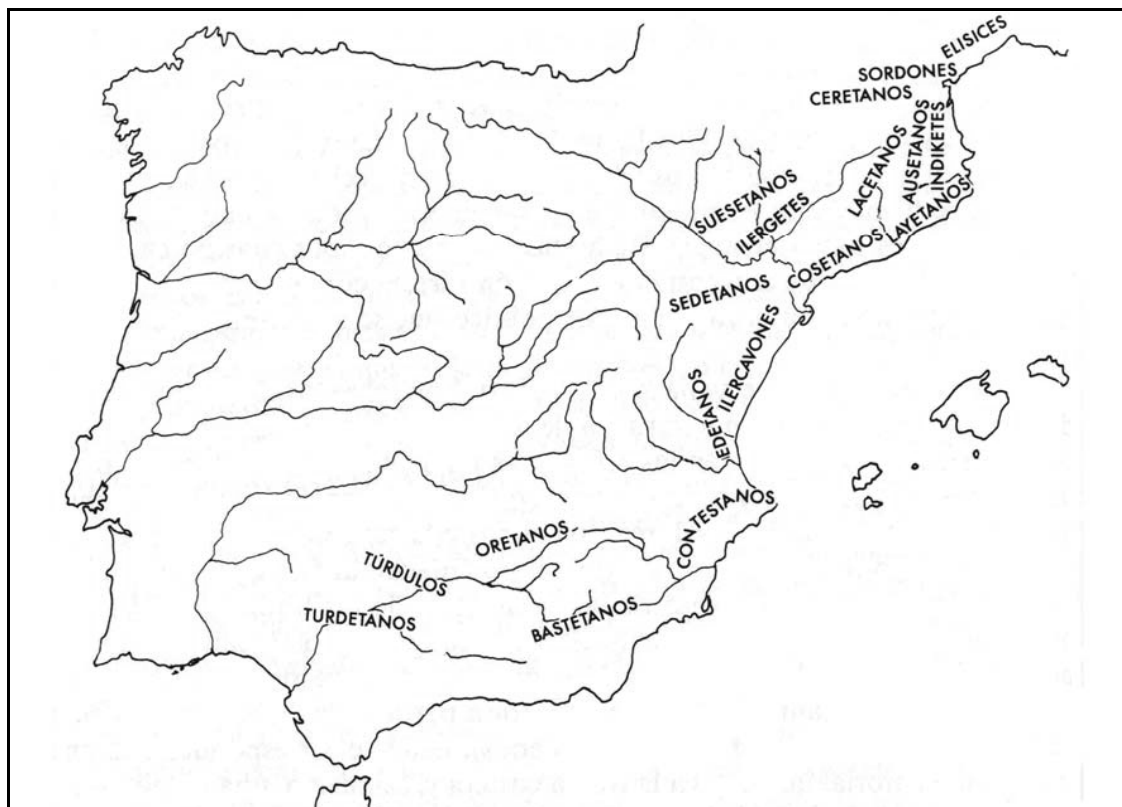 ELISICES
SORDONES
CERETANOS
LACETANOS
AUSETANOS
INDIKETES
LAYETANOS
SUESETANOS
ILERGETES
COSETANOS
SEDETANOS
EDETANOS
ILERCAVONES
CONTESTANOS
ORETANOS
TÚRDULOS
TURDETANOS
BASTETANOS